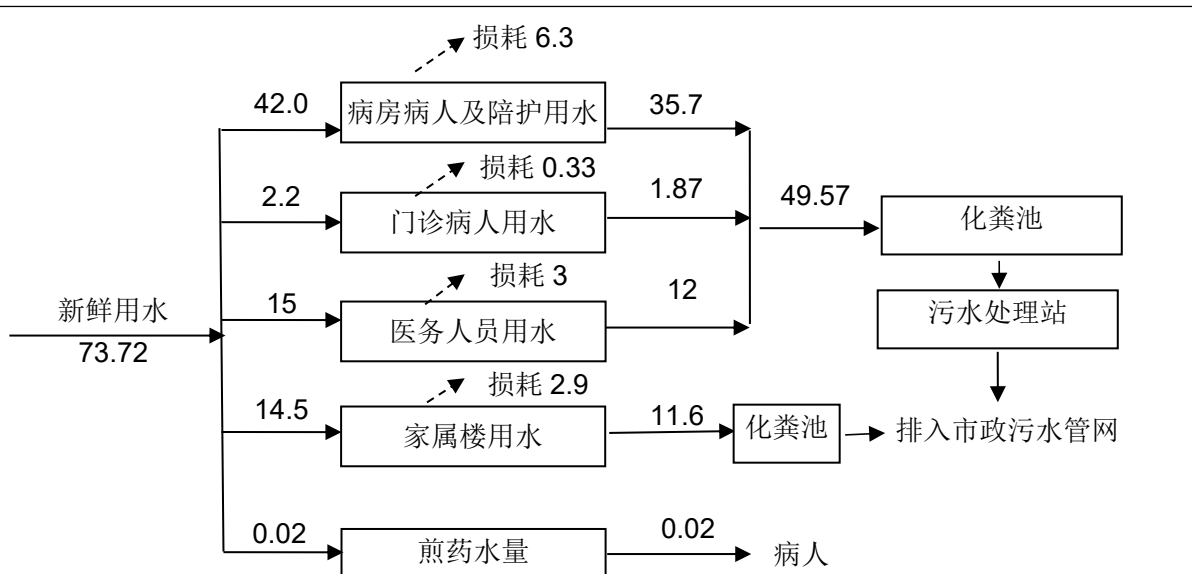 损耗 6.3
42.0
病房病人及陪护用水
35.7
损耗 0.33
2.2
门诊病人用水
1.87
49.57
化粪池
损耗 3
15
医务人员用水
12
污水处理站
新鲜用水
73.72
损耗 2.9
14.5
家属楼用水
11.6
化粪池
排入市政污水管网
0.02
煎药水量
0.02
病人